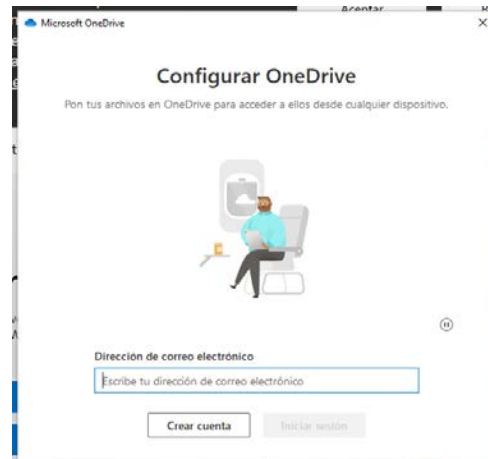 Aceptar
Microsoft OneDrive
Configurar OneDrive
Pon tus archivos en OneDrive para acceder a ellos desde cualquier dispositivo.
Dirección de correo electrónico
Escribe tu dirección de correo electrónico
Crear cuenta Iniciar sesión